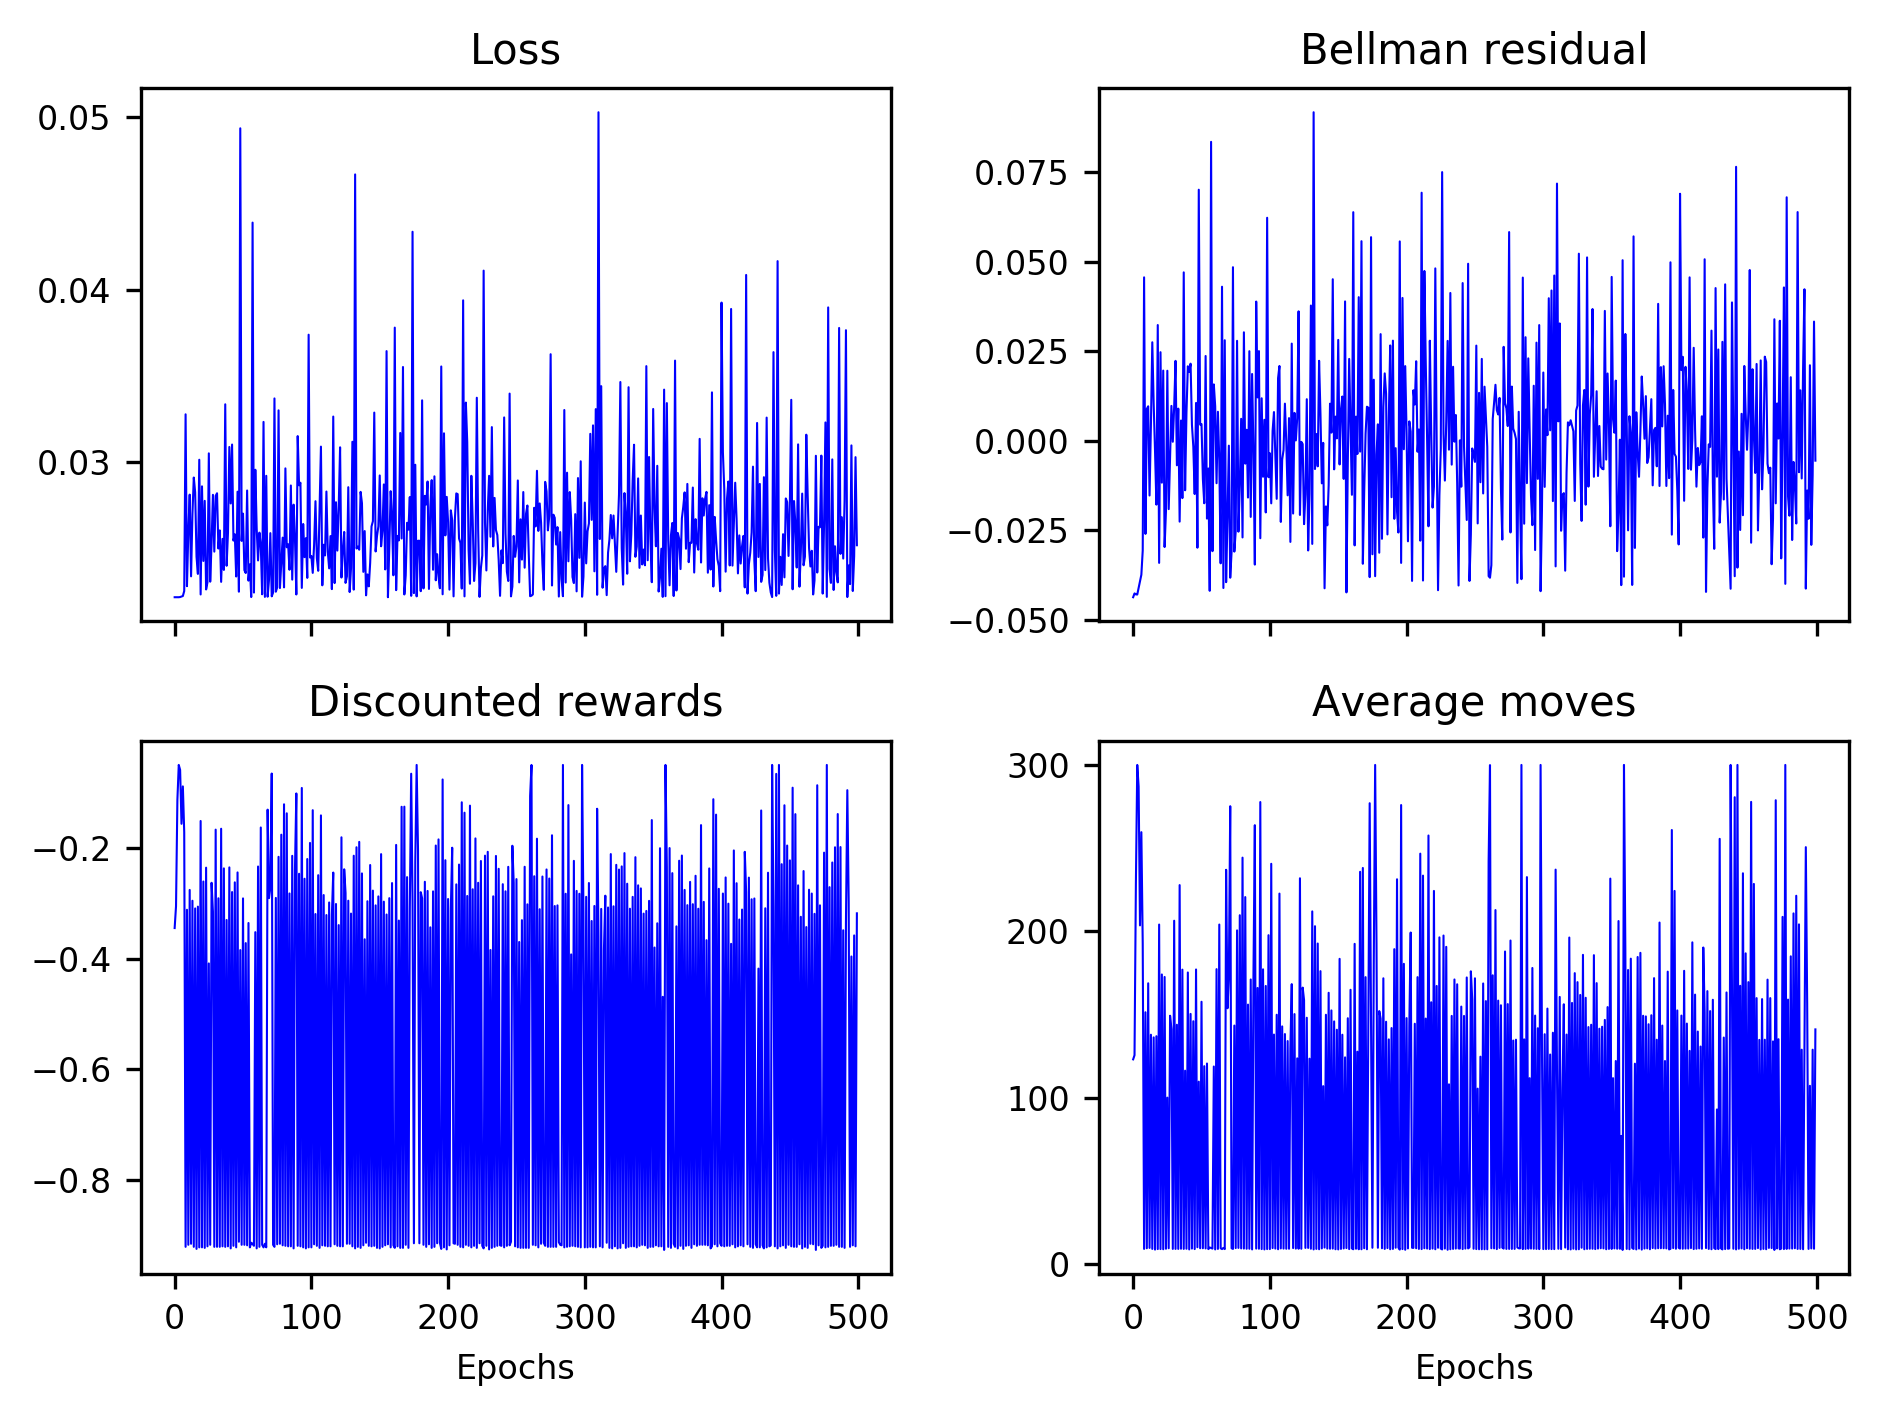 Loss
0.05
0.04
0.03
Bellman residual
0.075
0.050
0.025
0.000
−0.025
−0.050
Discounted rewards
−0.2
−0.4
−0.6
−0.8
0 100 200 300 400 500
Epochs
Average moves
300
200
100
0
0 100 200 300 400 500
Epochs